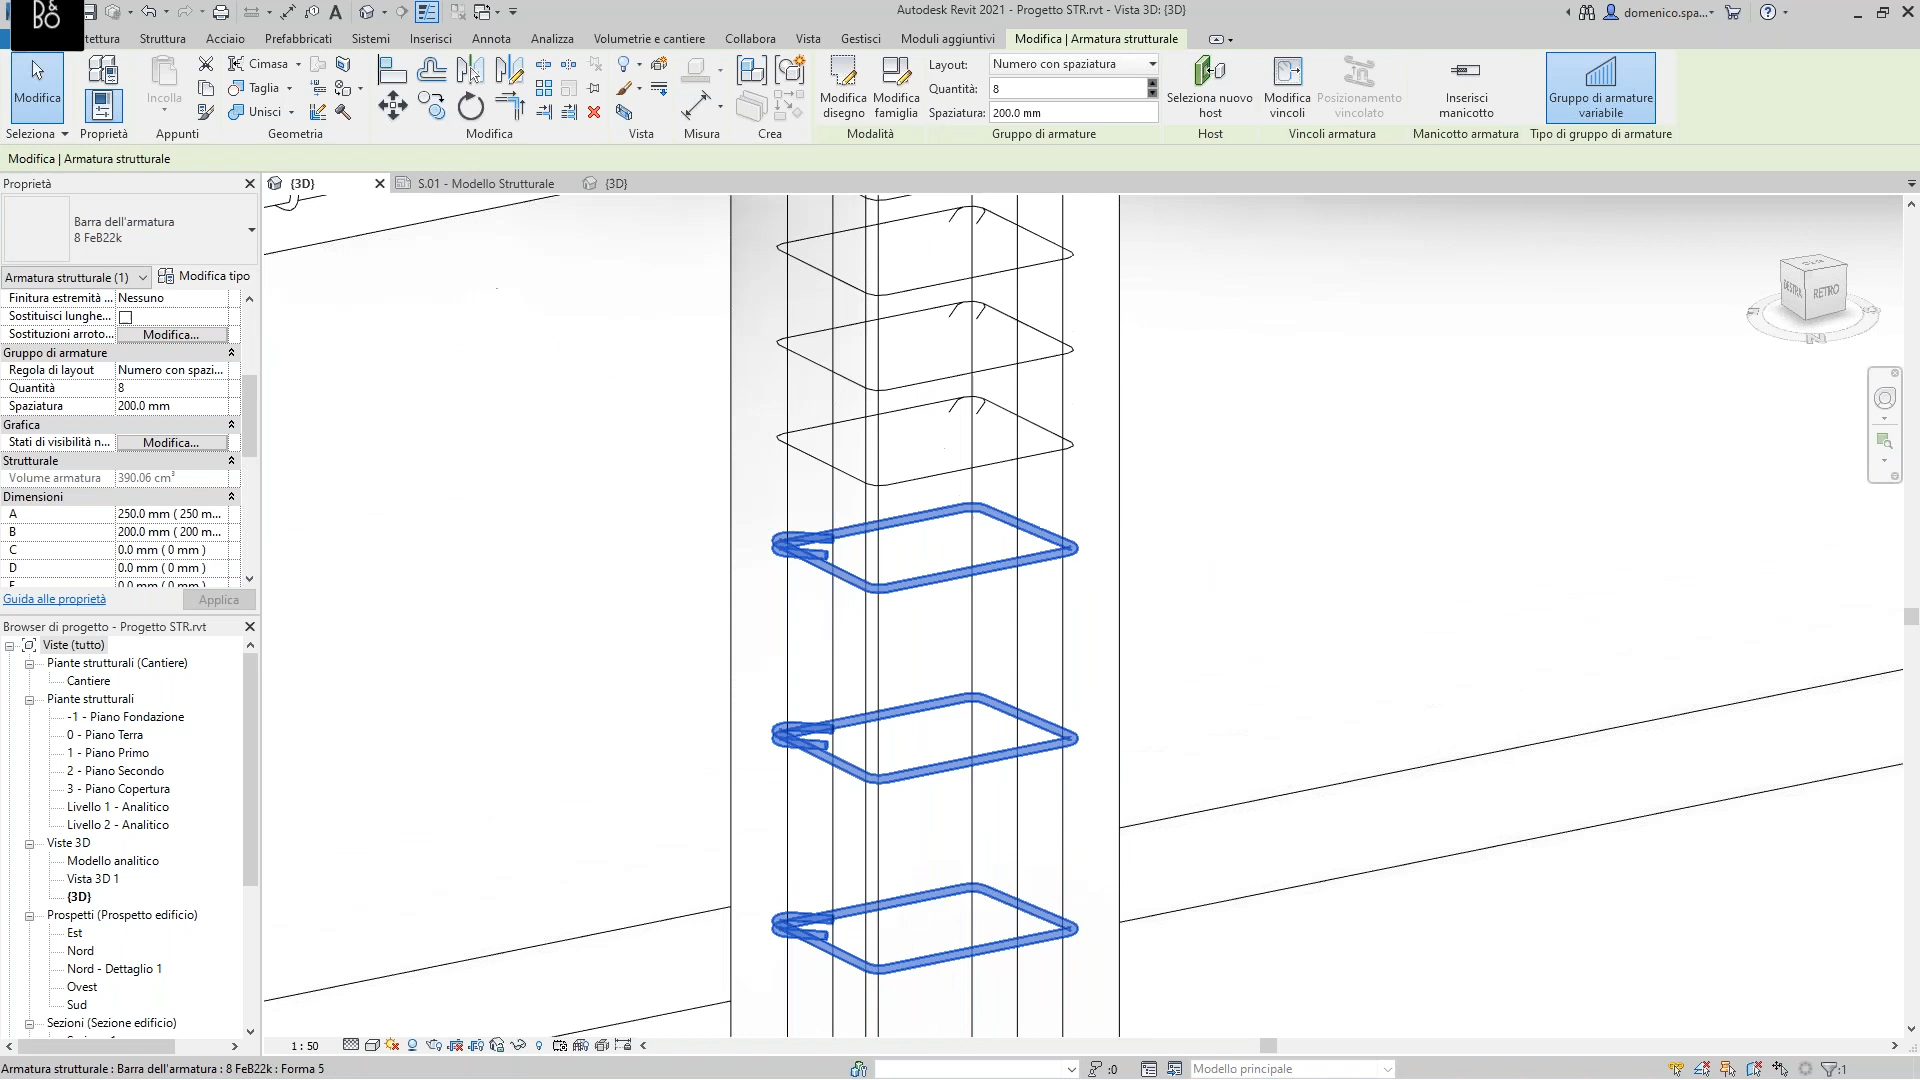 B&
BO
Autodesk Revit 2021 - Progetto STR.rvt - Vista 3D: {3D}
domenico.spa...
tettura
Struttura
Acciaio
Prefabbricati
Sistemi
Inserisci
Annota
Analizza
Volumetrie e cantiere
Collabora
Vista
Gestisci
Moduli aggiuntivi
Modifica | Armatura strutturale
Modifica
Incolla
Cimasa
Taglia
Unisci
Layout: Numero con spaziatura
Quantità: 8
Spaziatura: 200.0 mm
Modifica disegno
Modifica famiglia
Seleziona nuovo host
Modifica vincoli
Posizionamento vincolato
Inserisci manicotto
Gruppo di armature variabile
Seleziona
Proprietà
Appunti
Geometria
Modifica
Vista
Misura
Crea
Modalità
Gruppo di armature
Host
Vincoli armatura
Manicotto armatura
Tipo di gruppo di armature
Modifica | Armatura strutturale
Proprietà
{3D}
S.01 - Modello Strutturale
{3D}
Barra dell'armatura
8 FeB22k
Armatura strutturale (1)
Modifica tipo
Finitura estremità ... Nessuno
Sostituisci lunghe...
Sostituzioni arroto... Modifica...
Gruppo di armature
Regola di layout Numero con spazi...
Quantità 8
Spaziatura 200.0 mm
Grafica
Stati di visibilità n... Modifica...
Strutturale
Volume armatura 390.06 cm³
Dimensioni
A 250.0 mm ( 250 m...
B 200.0 mm ( 200 m...
C 0.0 mm ( 0 mm )
D 0.0 mm ( 0 mm )
Guida alle proprietà
Applica
Browser di progetto - Progetto STR.rvt
Viste (tutto)
Piante strutturali (Cantiere)
Cantiere
Piante strutturali
-1 - Piano Fondazione
0 - Piano Terra
1 - Piano Primo
2 - Piano Secondo
3 - Piano Copertura
Livello 1 - Analitico
Livello 2 - Analitico
Viste 3D
Modello analitico
Vista 3D 1
{3D}
Prospetti (Prospetto edificio)
Est
Nord
Nord - Dettaglio 1
Ovest
Sud
Sezioni (Sezione edificio)
DESTRA
RETRO
N
1 : 50
Armatura strutturale : Barra dell'armatura : 8 FeB22k : Forma 5
:0
Modello principale
:1